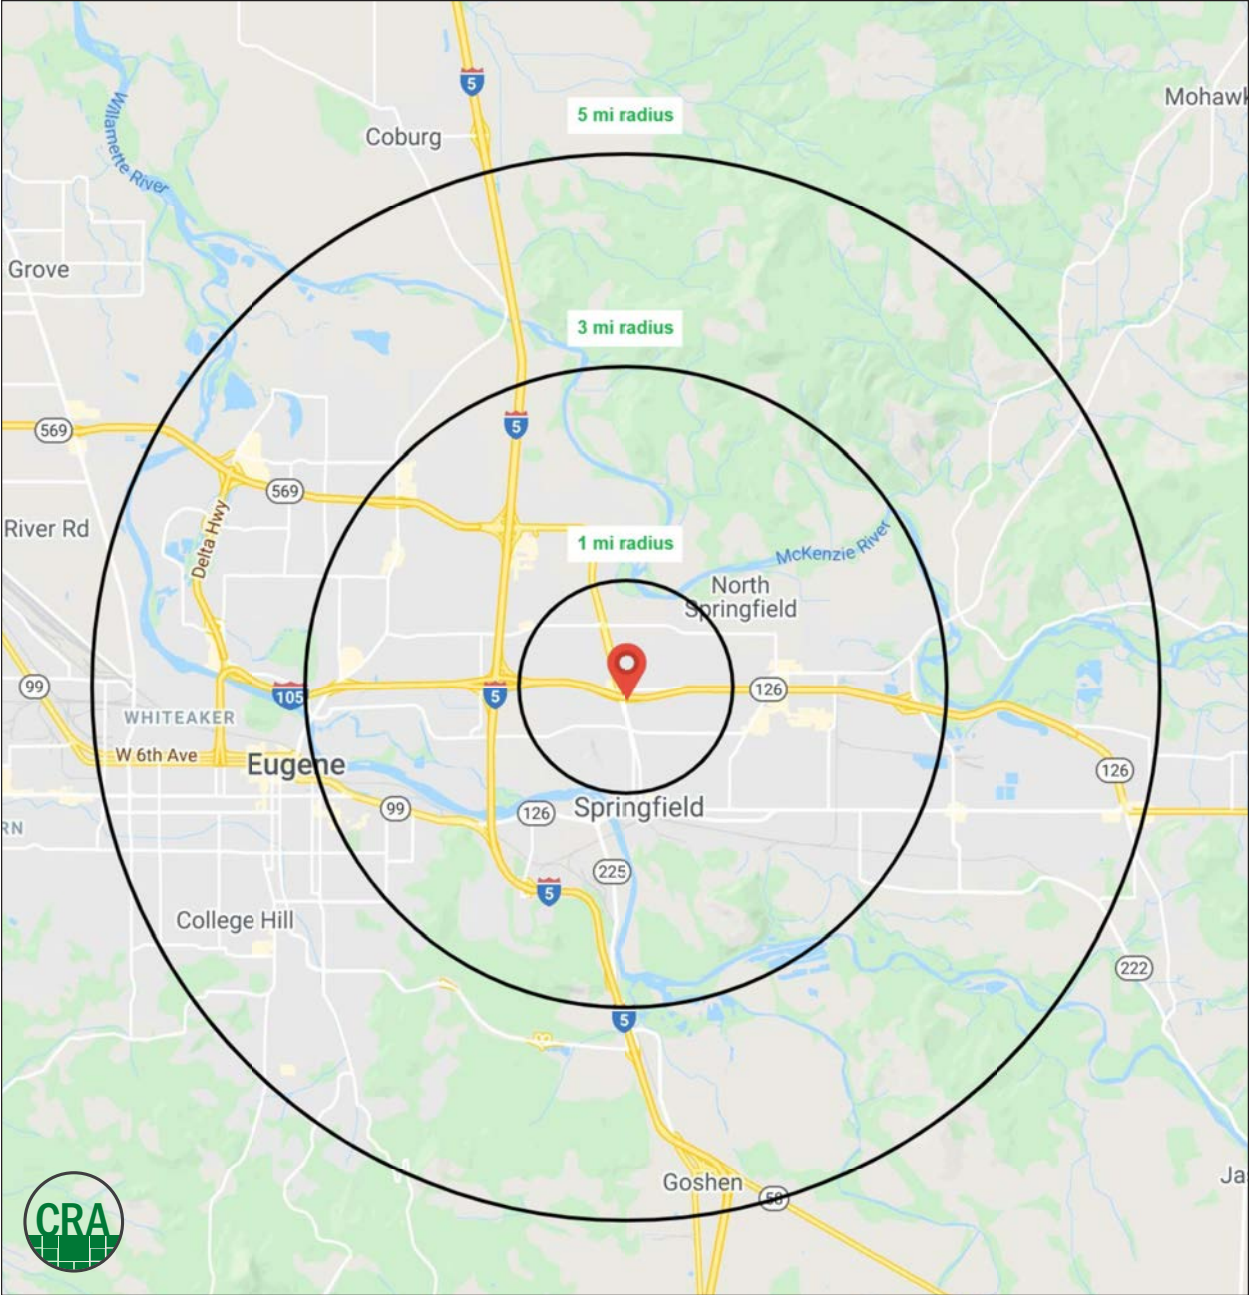 5
5 mi radius
Mohawk
Coburg
Willamette River
Grove
3 mi radius
5
569
569
Delta Hwy
River Rd
1 mi radius
McKenzie River
North
Springfield
99
105
5
126
WHITEAKER
W 6th Ave
Eugene
126
99
126
Springfield
RN
225
5
College Hill
222
5
Goshen
58
Ja
CRA